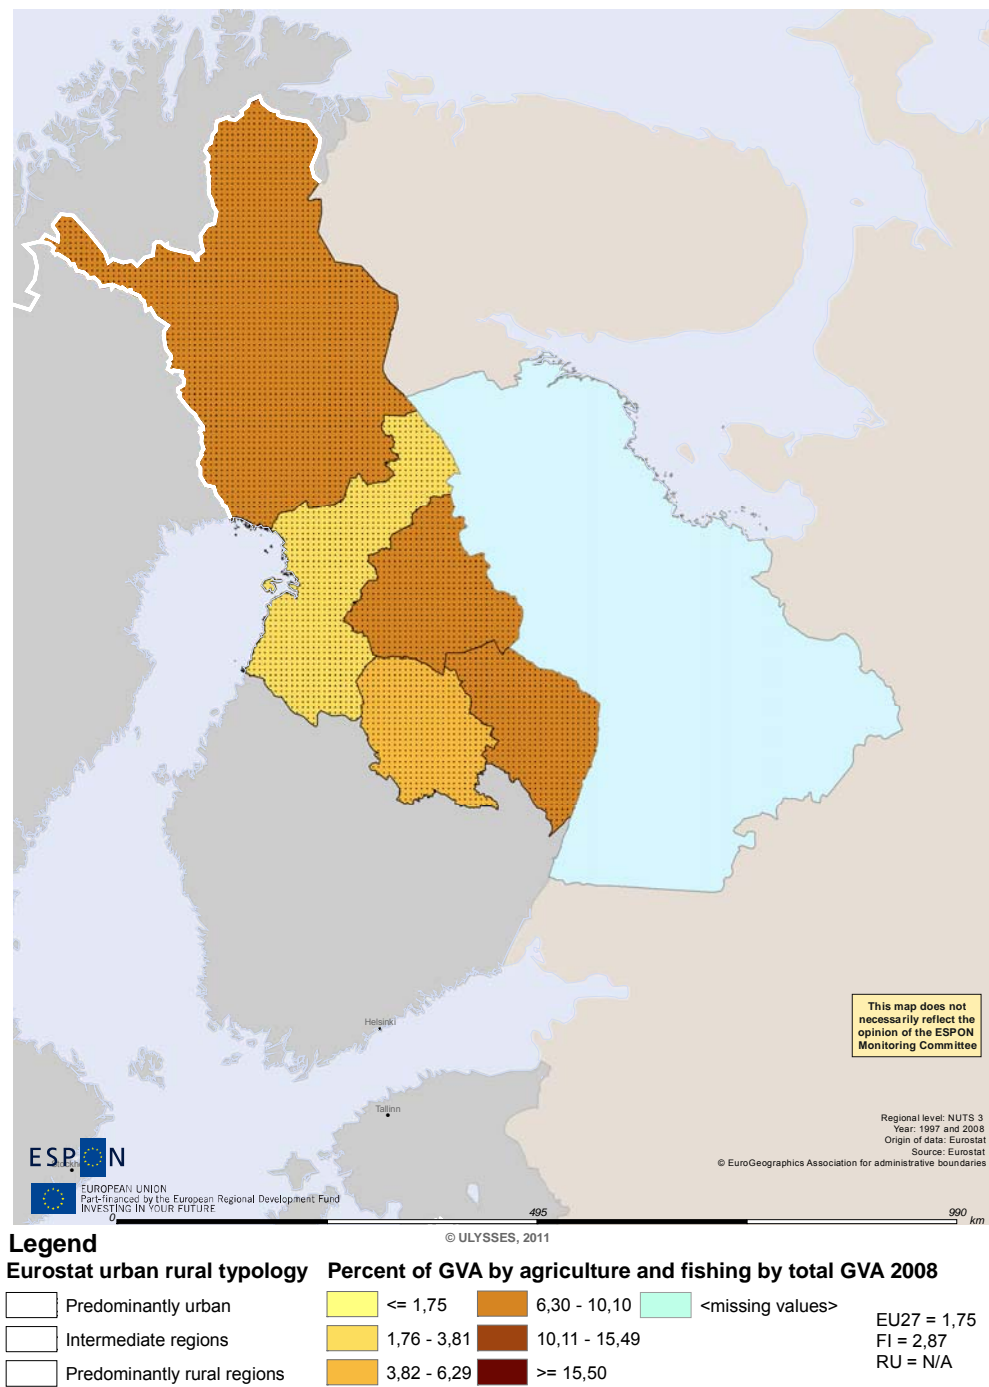 Helsinki
This map does not
necessarily reflect the
opinion of the ESPON
Monitoring Committee
Tallinn
Regional level: NUTS 3
Year: 1997 and 2008
Origin of data: Eurostat
Source: Eurostat
© EuroGeographics Association for administrative boundaries
ESPON
EUROPEAN UNION
Part-financed by the European Regional Development Fund
INVESTING IN YOUR FUTURE
0 495 990
km
© ULYSSES, 2011
Legend
Eurostat urban rural typology
Predominantly urban
Intermediate regions
Predominantly rural regions
Percent of GVA by agriculture and fishing by total GVA 2008
<= 1,75
1,76 - 3,81
3,82 - 6,29
6,30 - 10,10
10,11 - 15,49
>= 15,50
<missing values>
EU27 = 1,75
FI = 2,87
RU = N/A